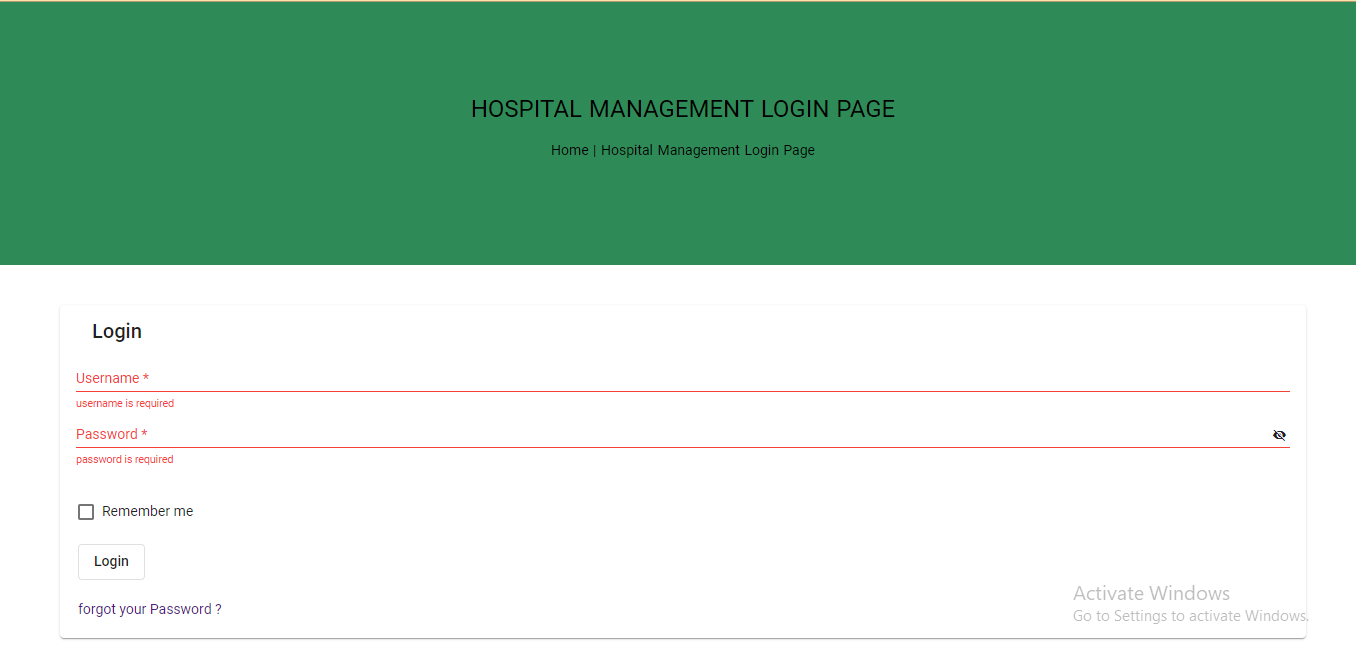 HOSPITAL MANAGEMENT LOGIN PAGE
Home | Hospital Management Login Page
Login
Username *
username is required
Password *
password is required
Remember me
Login
forgot your Password ?
Activate Windows
Go to Settings to activate Windows.